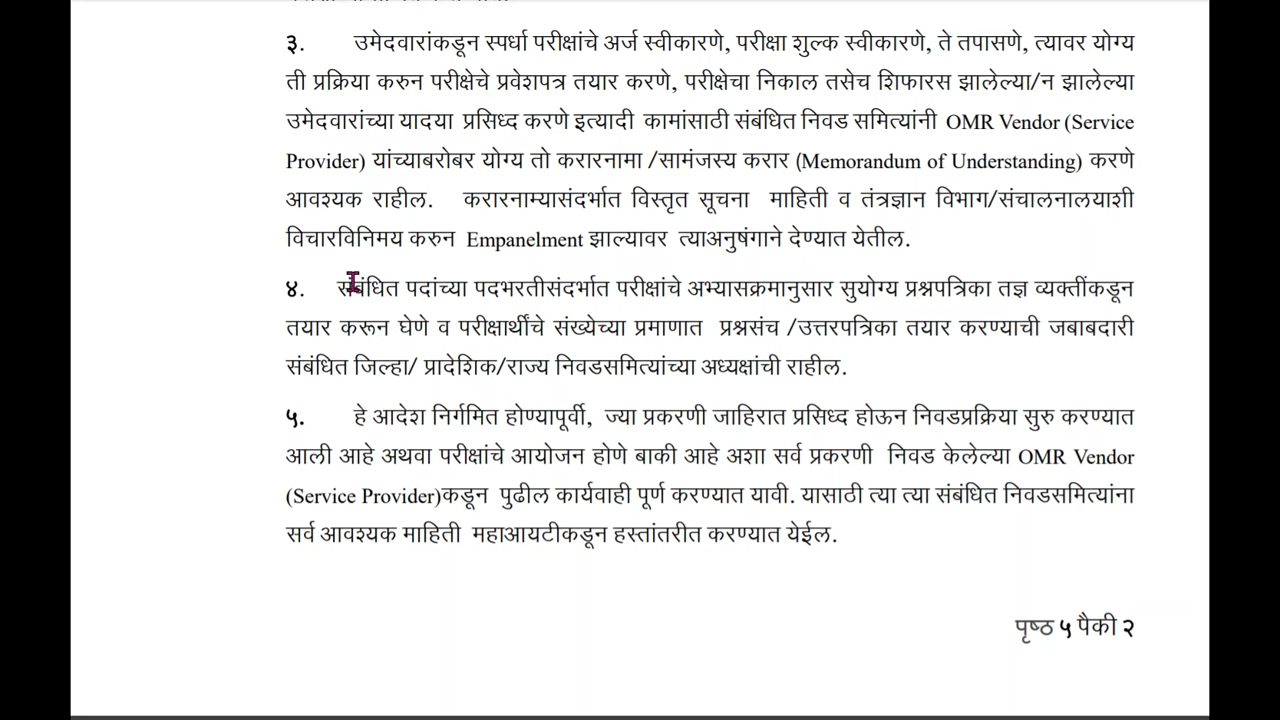 ३. उमेदवारांकडून स्पर्धा परीक्षांचे अर्ज स्वीकारणे, परीक्षा शुल्क स्वीकारणे, ते तपासणे, त्यावर योग्य
ती प्रक्रिया करुन परीक्षेचे प्रवेशपत्र तयार करणे, परीक्षेचा निकाल तसेच शिफारस झालेल्या/न झालेल्या
उमेदवारांच्या यादया प्रसिध्द करणे इत्यादी कामांसाठी संबंधित निवड समित्यांनी OMR Vendor (Service
Provider) यांच्याबरोबर योग्य तो करारनामा /सामंजस्य करार (Memorandum of Understanding) करणे
आवश्यक राहील. करारनाम्यासंदर्भात विस्तृत सूचना माहिती व तंत्रज्ञान विभाग/संचालनालयाशी
विचारविनिमय करुन Empanelment झाल्यावर त्याअनुषंगाने देण्यात येतील.
४. संबंधित पदांच्या पदभरतीसंदर्भात परीक्षांचे अभ्यासक्रमानुसार सुयोग्य प्रश्नपत्रिका तज्ञ व्यक्तींकडून
तयार करून घेणे व परीक्षार्थींचे संख्येच्या प्रमाणात प्रश्नसंच /उत्तरपत्रिका तयार करण्याची जबाबदारी
संबंधित जिल्हा/ प्रादेशिक/राज्य निवडसमित्यांच्या अध्यक्षांची राहील.
५. हे आदेश निर्गमित होण्यापूर्वी, ज्या प्रकरणी जाहिरात प्रसिध्द होऊन निवडप्रक्रिया सुरु करण्यात
आली आहे अथवा परीक्षांचे आयोजन होणे बाकी आहे अशा सर्व प्रकरणी निवड केलेल्या OMR Vendor
(Service Provider)कडून पुढील कार्यवाही पूर्ण करण्यात यावी. यासाठी त्या त्या संबंधित निवडसमित्यांना
सर्व आवश्यक माहिती महाआयटीकडून हस्तांतरीत करण्यात येईल.
पृष्ठ ५ पैकी २